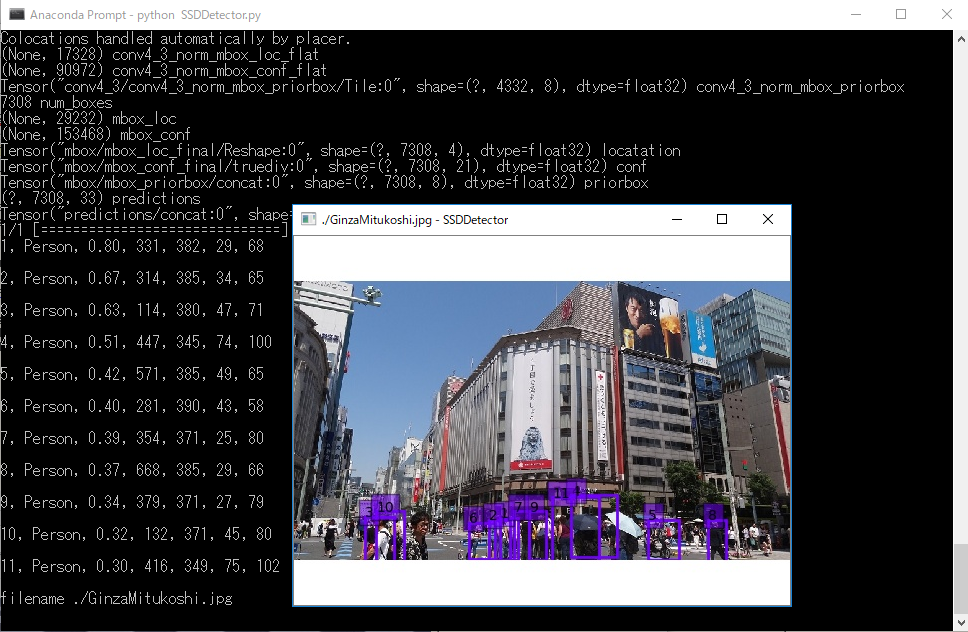 Anaconda Prompt - python  SSDDetector.py
Colocations handled automatically by placer.
(None, 17328) conv4_3_norm_mbox_loc_flat
(None, 90972) conv4_3_norm_mbox_conf_flat
Tensor("conv4_3/conv4_3_norm_mbox_priorbox/Tile:0", shape=(?, 4332, 8), dtype=float32) conv4_3_norm_mbox_priorbox
7308 num_boxes
(None, 29232) mbox_loc
(None, 153468) mbox_conf
Tensor("mbox/mbox_loc_final/Reshape:0", shape=(?, 7308, 4), dtype=float32) locatation
Tensor("mbox/mbox_conf_final/truediv:0", shape=(?, 7308, 21), dtype=float32) conf
Tensor("mbox/mbox_priorbox/concat:0", shape=(?, 7308, 8), dtype=float32) priorbox
(?, 7308, 33) predictions
Tensor("predictions/concat:0", shape=
1/1 [==============================]
1, Person, 0.80, 331, 382, 29, 68
2, Person, 0.67, 314, 385, 34, 65
3, Person, 0.63, 114, 380, 47, 71
4, Person, 0.51, 447, 345, 74, 100
5, Person, 0.42, 571, 385, 49, 65
6, Person, 0.40, 281, 390, 43, 58
7, Person, 0.39, 354, 371, 25, 80
8, Person, 0.37, 668, 385, 29, 66
9, Person, 0.34, 379, 371, 27, 79
10, Person, 0.32, 132, 371, 45, 80
11, Person, 0.30, 416, 349, 75, 102
filename ./GinzaMitukoshi.jpg
./GinzaMitukoshi.jpg - SSDDetector
3
10
6
2
7
9
5
8